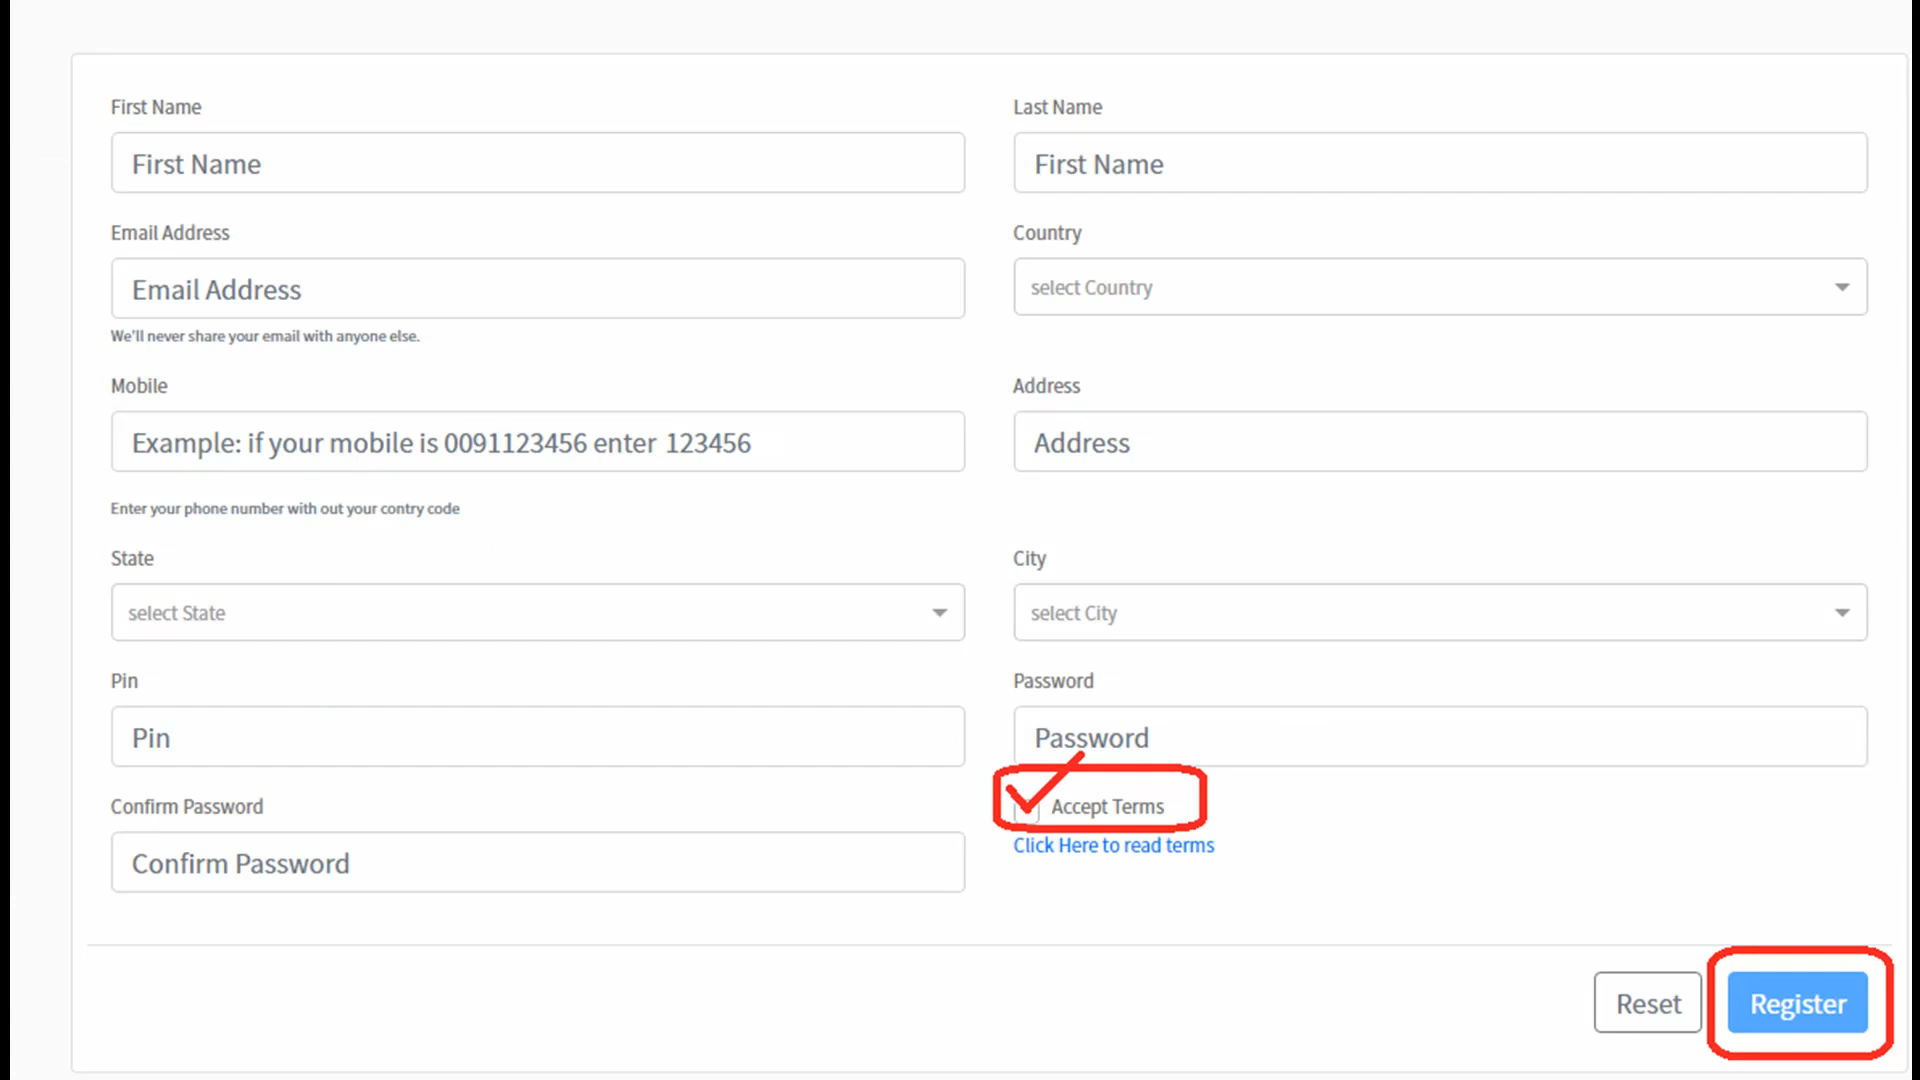 First Name
Last Name
First Name
First Name
Email Address
Country
Email Address
select Country
We'll never share your email with anyone else.
Mobile
Address
Example: if your mobile is 0091123456 enter 123456
Address
Enter your phone number with out your contry code
State
City
select State
select City
Pin
Password
Pin
Password
Confirm Password
Accept Terms
Click Here to read terms
Confirm Password
Reset
Register